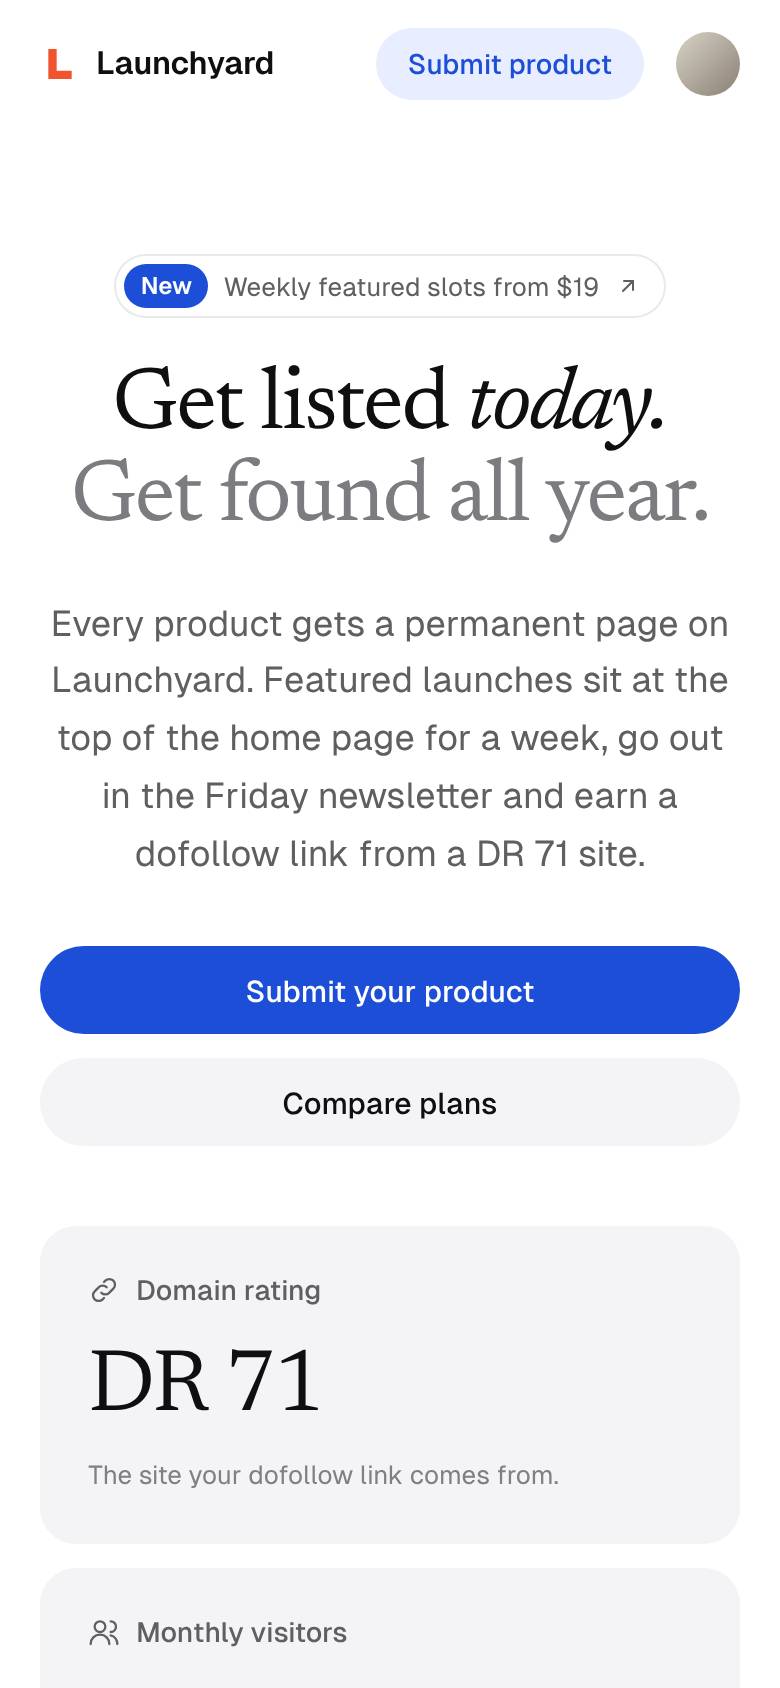 L Launchyard
Submit product
New Weekly featured slots from $19
Get listed today.
Get found all year.
Every product gets a permanent page on
Launchyard. Featured launches sit at the
top of the home page for a week, go out
in the Friday newsletter and earn a
dofollow link from a DR 71 site.
Submit your product
Compare plans
Domain rating
DR 71
The site your dofollow link comes from.
Monthly visitors